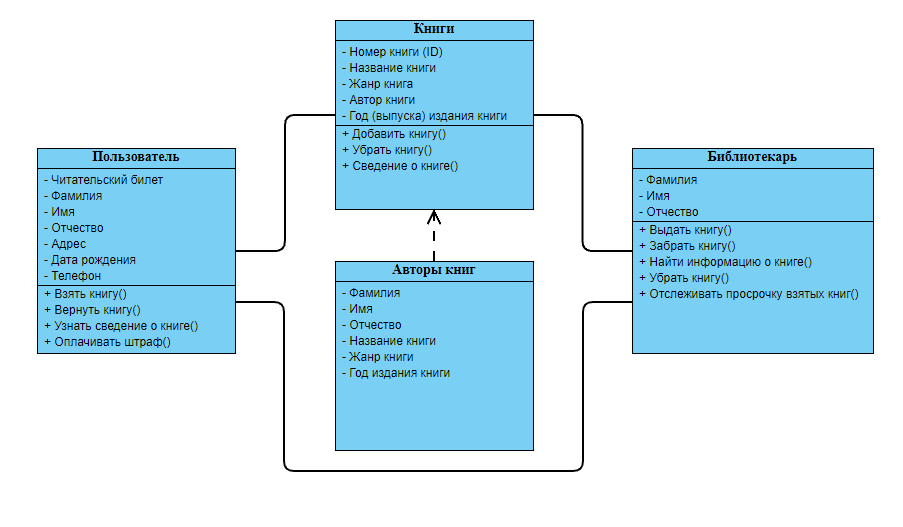 Книги
- Номер книги (ID)
- Название книги
- Жанр книга
- Автор книги
- Год (выпуска) издания книги
+ Добавить книгу()
+ Убрать книгу()
+ Сведение о книге()
Пользователь
- Читательский билет
- Фамилия
- Имя
- Отчество
- Адрес
- Дата рождения
- Телефон
+ Взять книгу()
+ Вернуть книгу()
+ Узнать сведение о книге()
+ Оплачивать штраф()
Авторы книг
- Фамилия
- Имя
- Отчество
- Название книги
- Жанр книги
- Год издания книги
Библиотекарь
- Фамилия
- Имя
- Отчество
+ Выдать книгу()
+ Забрать книгу()
+ Найти информацию о книге()
+ Убрать книгу()
+ Отслеживать просрочку взятых книг()